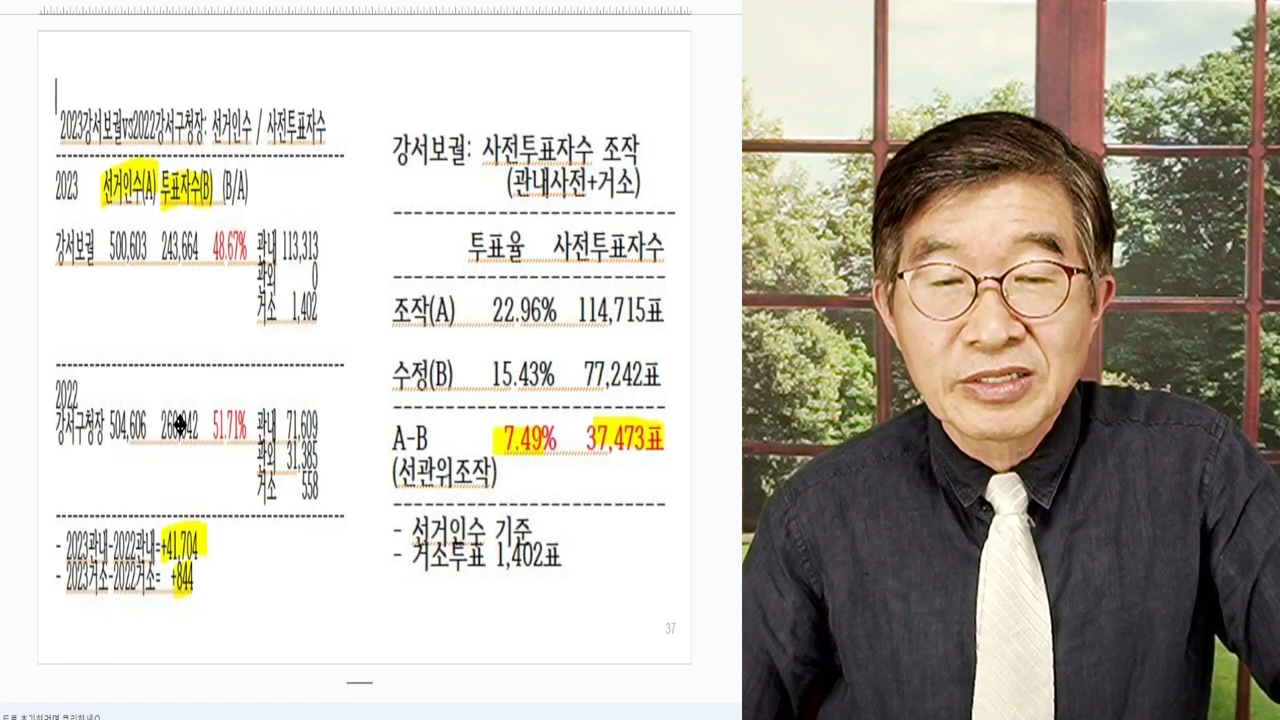 2023강서보궐vs2022강서구청장: 선거인수 / 사전투표자수
2023 선거인수(A) 투표자수(B) (B/A)
강서보궐 500,603 243,664 48.67% 관내 113,313
관외 0
거소 1,402
2022
강서구청장 504,606 51.71% 관내 71,609
관외 31,385
거소 558
- 2023관내-2022관내=+41,704
- 2023거소-2022거소= +844
강서보궐: 사전투표자수 조작
(관내사전+거소)
투표율 사전투표자수
조작(A) 22.96% 114,715표
수정(B) 15.43% 77,242표
A-B 7.49% 37,473표
(선관위조작)
- 선거인수 기준
- 거소투표 1,402표
37